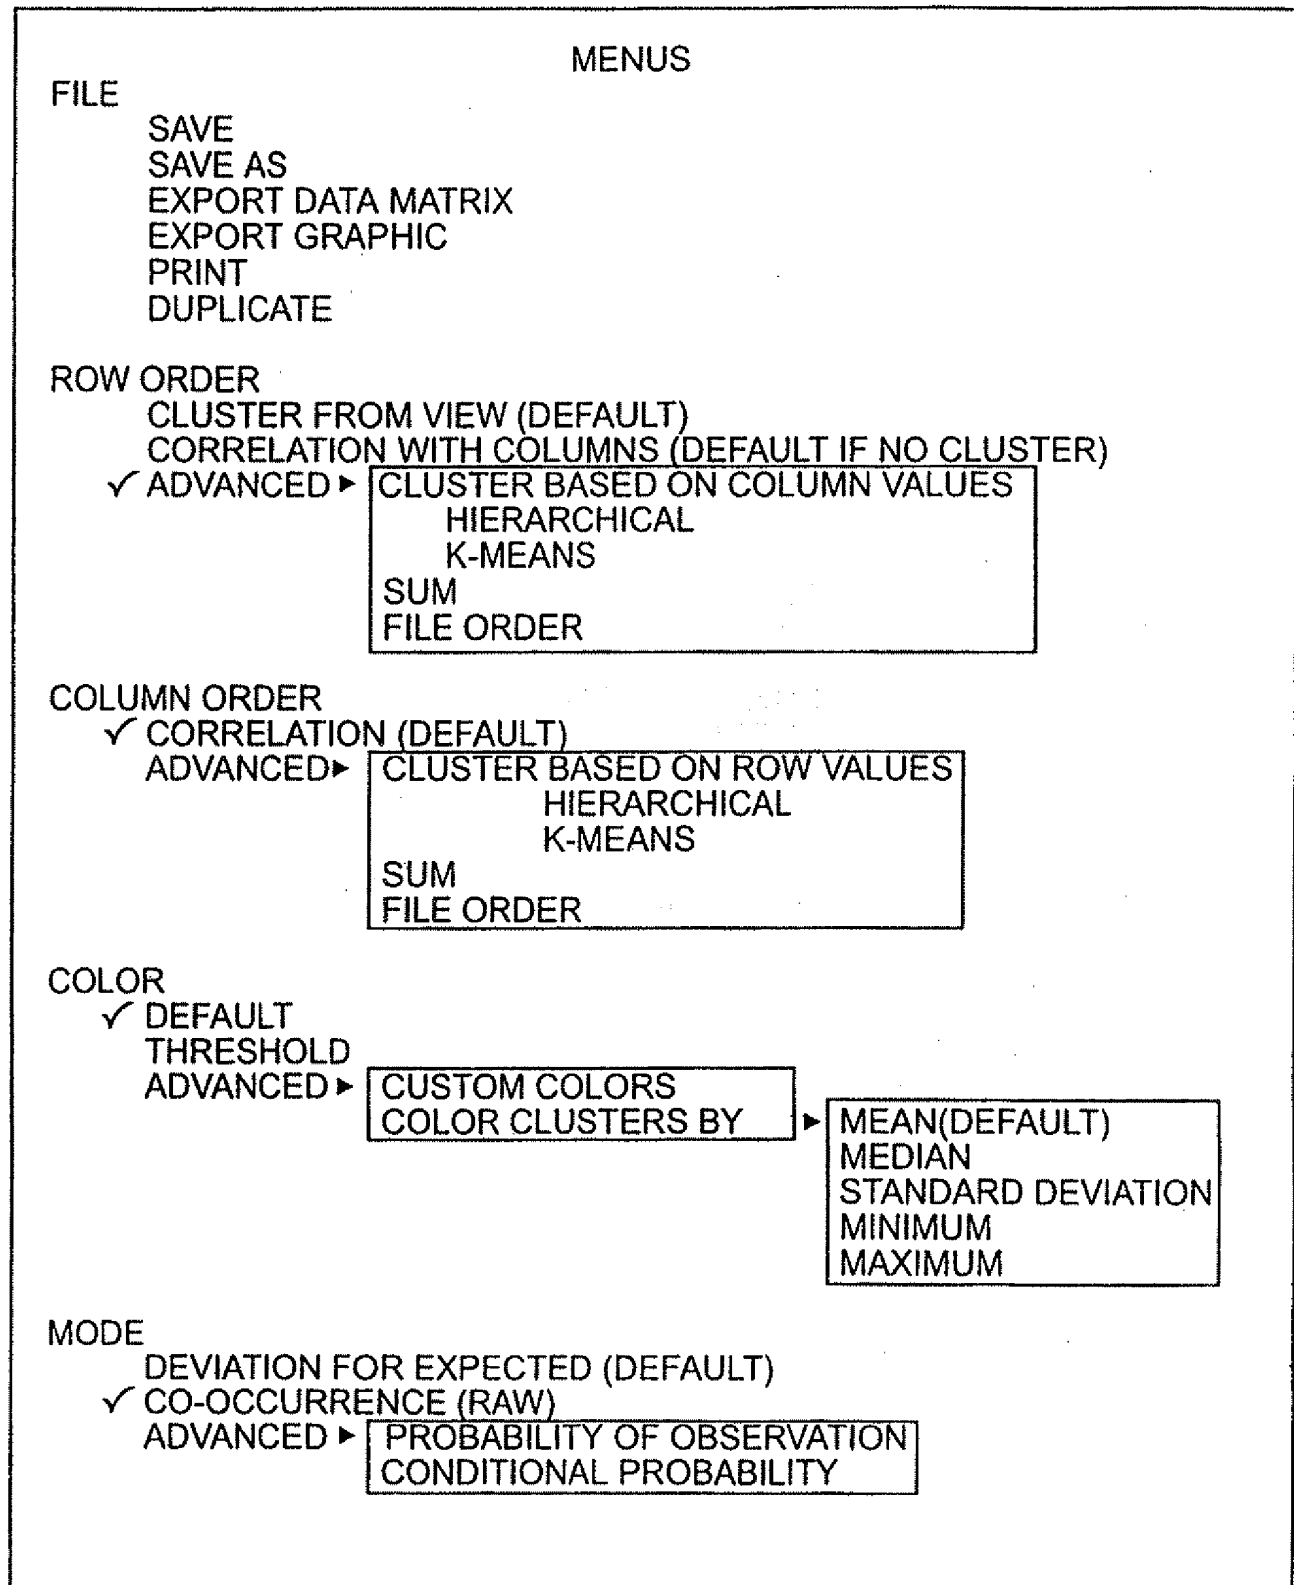 MENUS
FILE
SAVE
SAVE AS
EXPORT DATA MATRIX
EXPORT GRAPHIC
PRINT
DUPLICATE
ROW ORDER
CLUSTER FROM VIEW (DEFAULT)
CORRELATION WITH COLUMNS (DEFAULT IF NO CLUSTER)
✓ ADVANCED ► CLUSTER BASED ON COLUMN VALUES
HIERARCHICAL
K-MEANS
SUM
FILE ORDER
COLUMN ORDER
✓ CORRELATION (DEFAULT)
ADVANCED► CLUSTER BASED ON ROW VALUES
HIERARCHICAL
K-MEANS
SUM
FILE ORDER
COLOR
✓ DEFAULT
THRESHOLD
ADVANCED ► CUSTOM COLORS
COLOR CLUSTERS BY ► MEAN(DEFAULT)
MEDIAN
STANDARD DEVIATION
MINIMUM
MAXIMUM
MODE
DEVIATION FOR EXPECTED (DEFAULT)
✓ CO-OCCURRENCE (RAW)
ADVANCED ► PROBABILITY OF OBSERVATION
CONDITIONAL PROBABILITY